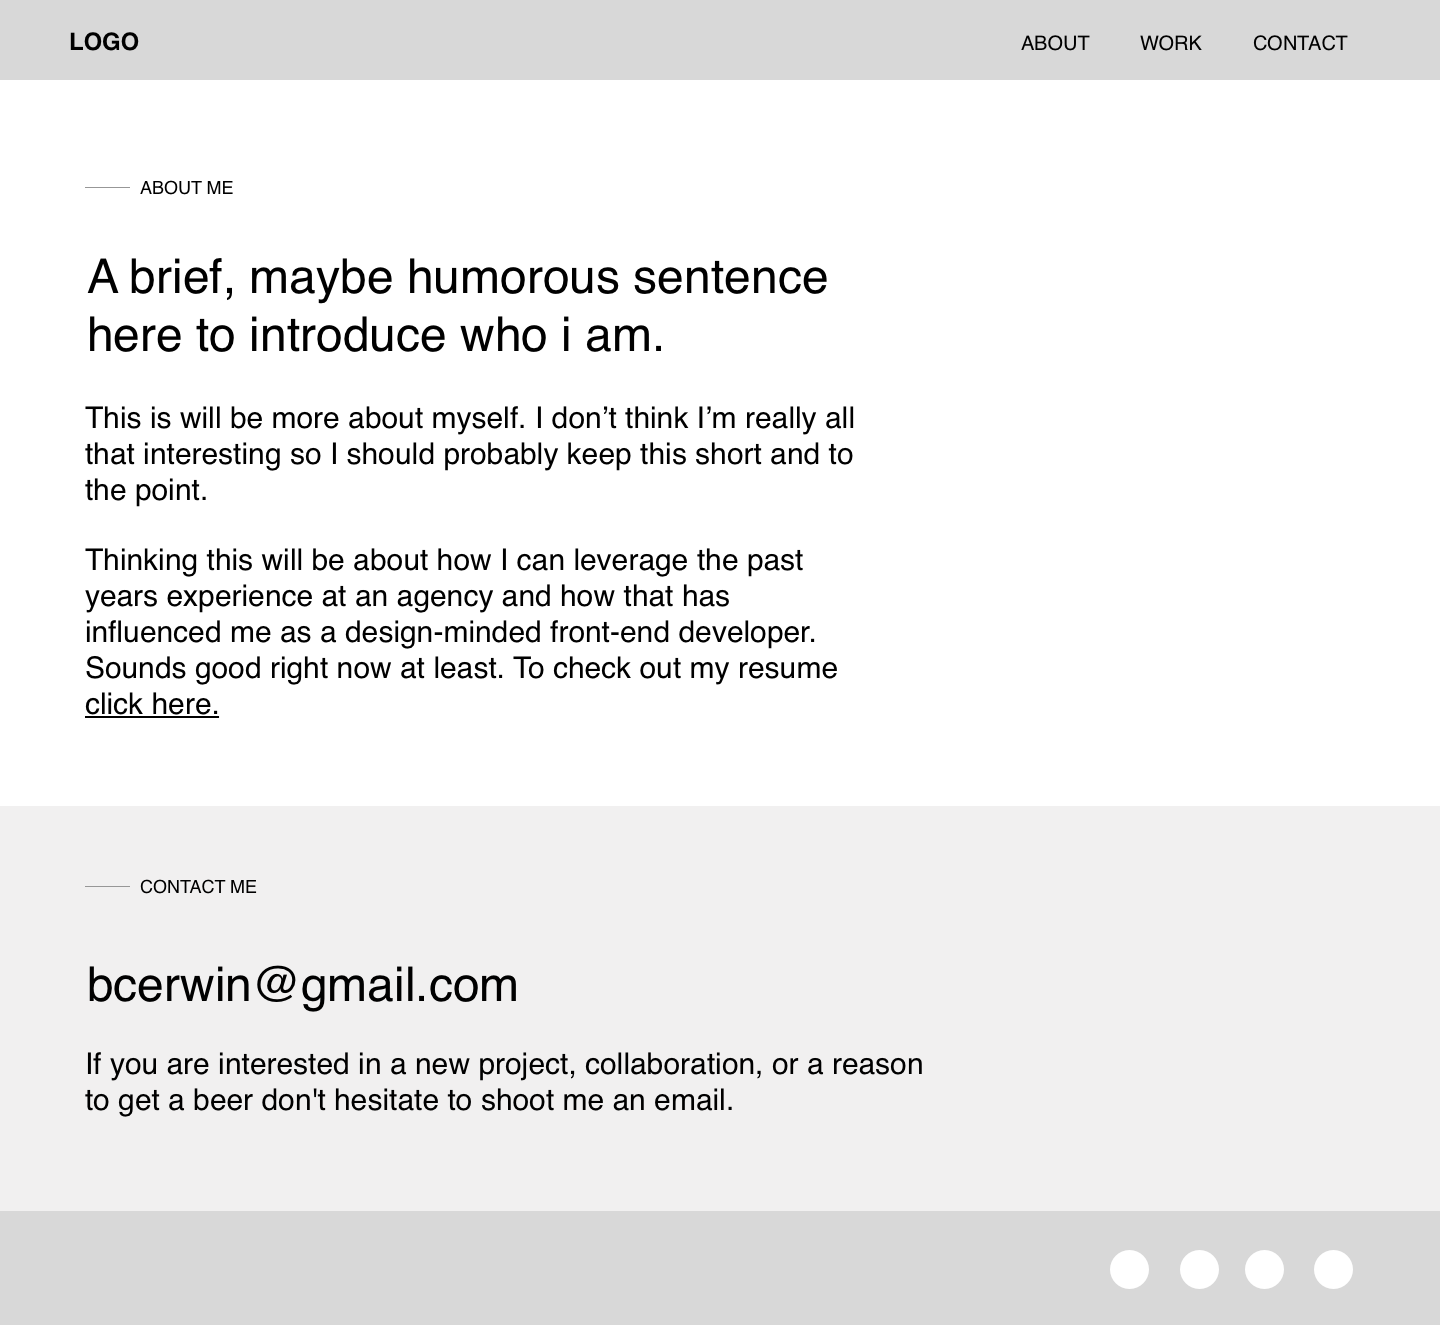 LOGO
ABOUT WORK CONTACT
ABOUT ME
A brief, maybe humorous sentence
here to introduce who i am.
This is will be more about myself. I don’t think I’m really all
that interesting so I should probably keep this short and to
the point.
Thinking this will be about how I can leverage the past
years experience at an agency and how that has
influenced me as a design-minded front-end developer.
Sounds good right now at least. To check out my resume
click here.
CONTACT ME
bcerwin@gmail.com
If you are interested in a new project, collaboration, or a reason
to get a beer don't hesitate to shoot me an email.